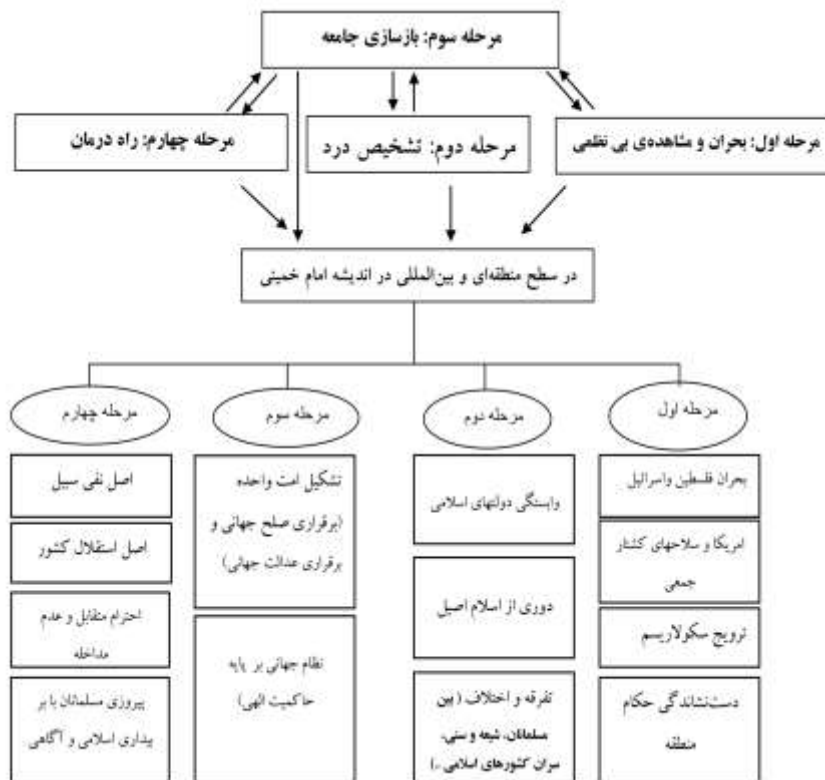 مرحله سوم: بازسازی جامعه
مرحله اول: بحران و مشاهده‌ی بی نظمی
مرحله دوم: تشخیص درد
مرحله چهارم: راه درمان
در سطح منطقه‌ای و بین‌المللی در اندیشه امام خمینی
مرحله اول
مرحله دوم
مرحله سوم
مرحله چهارم
بحران فلسطین واسرائیل
امریکا و سلاحهای کشتار
جمعی
ترویج سکولاریسم
دست‌نشاندگی حکام
منطقه
وابستگی دولتهای اسلامی
دوری از اسلام اصیل
تفرقه و اختلاف ( بین
مسلمانان، شیعه و سنی،
سران کشورهای اسلامی ..)
تشکیل امت واحده
(برقراری صلح جهانی و
برقراری عدالت جهانی)
نظام جهانی بر پایه
حاکمیت الهی)
اصل نفی سبیل
اصل استقلال کشور
احترام متقابل و عدم
مداخله
پیروزی مسلمانان با بر
بیداری اسلامی و آگاهی